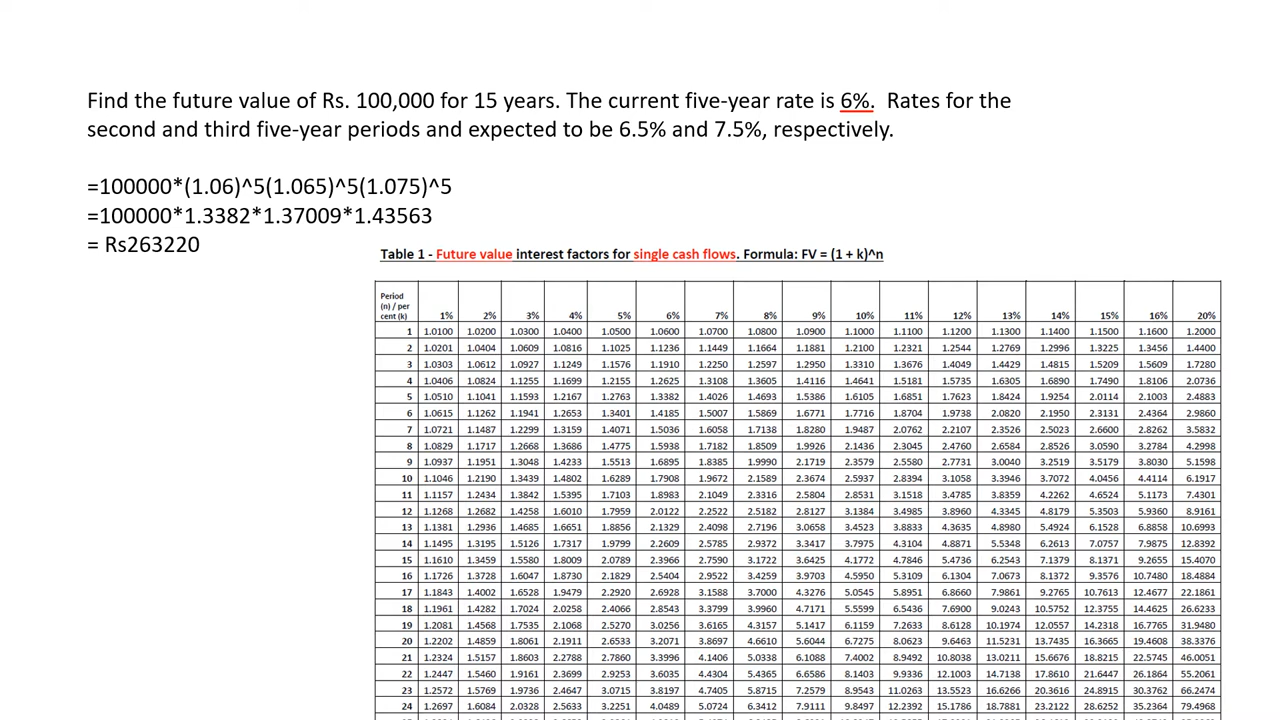 Find the future value of Rs. 100,000 for 15 years. The current five-year rate is 6%. Rates for the
second and third five-year periods and expected to be 6.5% and 7.5%, respectively.
=100000*(1.06)^5(1.065)^5(1.075)^5
=100000*1.3382*1.37009*1.43563
= Rs263220
Table 1 - Future value interest factors for single cash flows. Formula: FV = (1 + k)^n
Period
(n) / per
cent (k) 1% 2% 3% 4% 5% 6% 7% 8% 9% 10% 11% 12% 13% 14% 15% 16% 20%
1 1.0100 1.0200 1.0300 1.0400 1.0500 1.0600 1.0700 1.0800 1.0900 1.1000 1.1100 1.1200 1.1300 1.1400 1.1500 1.1600 1.2000
2 1.0201 1.0404 1.0609 1.0816 1.1025 1.1236 1.1449 1.1664 1.1881 1.2100 1.2321 1.2544 1.2769 1.2996 1.3225 1.3456 1.4400
3 1.0303 1.0612 1.0927 1.1249 1.1576 1.1910 1.2250 1.2597 1.2950 1.3310 1.3676 1.4049 1.4429 1.4815 1.5209 1.5609 1.7280
4 1.0406 1.0824 1.1255 1.1699 1.2155 1.2625 1.3108 1.3605 1.4116 1.4641 1.5181 1.5735 1.6305 1.6890 1.7490 1.8106 2.0736
5 1.0510 1.1041 1.1593 1.2167 1.2763 1.3382 1.4026 1.4693 1.5386 1.6105 1.6851 1.7623 1.8424 1.9254 2.0114 2.1003 2.4883
6 1.0615 1.1262 1.1941 1.2653 1.3401 1.4185 1.5007 1.5869 1.6771 1.7716 1.8704 1.9738 2.0820 2.1950 2.3131 2.4364 2.9860
7 1.0721 1.1487 1.2299 1.3159 1.4071 1.5036 1.6058 1.7138 1.8280 1.9487 2.0762 2.2107 2.3526 2.5023 2.6600 2.8262 3.5832
8 1.0829 1.1717 1.2668 1.3686 1.4775 1.5938 1.7182 1.8509 1.9926 2.1436 2.3045 2.4760 2.6584 2.8526 3.0590 3.2784 4.2998
9 1.0937 1.1951 1.3048 1.4233 1.5513 1.6895 1.8385 1.9990 2.1719 2.3579 2.5580 2.7731 3.0040 3.2519 3.5179 3.8030 5.1598
10 1.1046 1.2190 1.3439 1.4802 1.6289 1.7908 1.9672 2.1589 2.3674 2.5937 2.8394 3.1058 3.3946 3.7072 4.0456 4.4114 6.1917
11 1.1157 1.2434 1.3842 1.5395 1.7103 1.8983 2.1049 2.3316 2.5804 2.8531 3.1518 3.4785 3.8359 4.2262 4.6524 5.1173 7.4301
12 1.1268 1.2682 1.4258 1.6010 1.7959 2.0122 2.2522 2.5182 2.8127 3.1384 3.4985 3.8960 4.3345 4.8179 5.3503 5.9360 8.9161
13 1.1381 1.2936 1.4685 1.6651 1.8856 2.1329 2.4098 2.7196 3.0658 3.4523 3.8833 4.3635 4.8980 5.4924 6.1528 6.8858 10.6993
14 1.1495 1.3195 1.5126 1.7317 1.9799 2.2609 2.5785 2.9372 3.3417 3.7975 4.3104 4.8871 5.5348 6.2613 7.0757 7.9875 12.8392
15 1.1610 1.3459 1.5580 1.8009 2.0789 2.3966 2.7590 3.1722 3.6425 4.1772 4.7846 5.4736 6.2543 7.1379 8.1371 9.2655 15.4070
16 1.1726 1.3728 1.6047 1.8730 2.1829 2.5404 2.9522 3.4259 3.9703 4.5950 5.3109 6.1304 7.0673 8.1372 9.3576 10.7480 18.4884
17 1.1843 1.4002 1.6528 1.9479 2.2920 2.6928 3.1588 3.7000 4.3276 5.0545 5.8951 6.8660 7.9861 9.2765 10.7613 12.4677 22.1861
18 1.1961 1.4282 1.7024 2.0258 2.4066 2.8543 3.3799 3.9960 4.7171 5.5599 6.5436 7.6900 9.0243 10.5752 12.3755 14.4625 26.6233
19 1.2081 1.4568 1.7535 2.1068 2.5270 3.0256 3.6165 4.3157 5.1417 6.1159 7.2633 8.6128 10.1974 12.0557 14.2318 16.7765 31.9480
20 1.2202 1.4859 1.8061 2.1911 2.6533 3.2071 3.8697 4.6610 5.6044 6.7275 8.0623 9.6463 11.5231 13.7435 16.3665 19.4608 38.3376
21 1.2324 1.5157 1.8603 2.2788 2.7860 3.3996 4.1406 5.0338 6.1088 7.4002 8.9492 10.8038 13.0211 15.6676 18.8215 22.5745 46.0051
22 1.2447 1.5460 1.9161 2.3699 2.9253 3.6035 4.4304 5.4365 6.6586 8.1403 9.9336 12.1003 14.7138 17.8610 21.6447 26.1864 55.2061
23 1.2572 1.5769 1.9736 2.4647 3.0715 3.8197 4.7405 5.8715 7.2579 8.9543 11.0263 13.5523 16.6266 20.3616 24.8915 30.3762 66.2474
24 1.2697 1.6084 2.0328 2.5633 3.2251 4.0489 5.0724 6.3412 7.9111 9.8497 12.2392 15.1786 18.7881 23.2122 28.6252 35.2364 79.4968